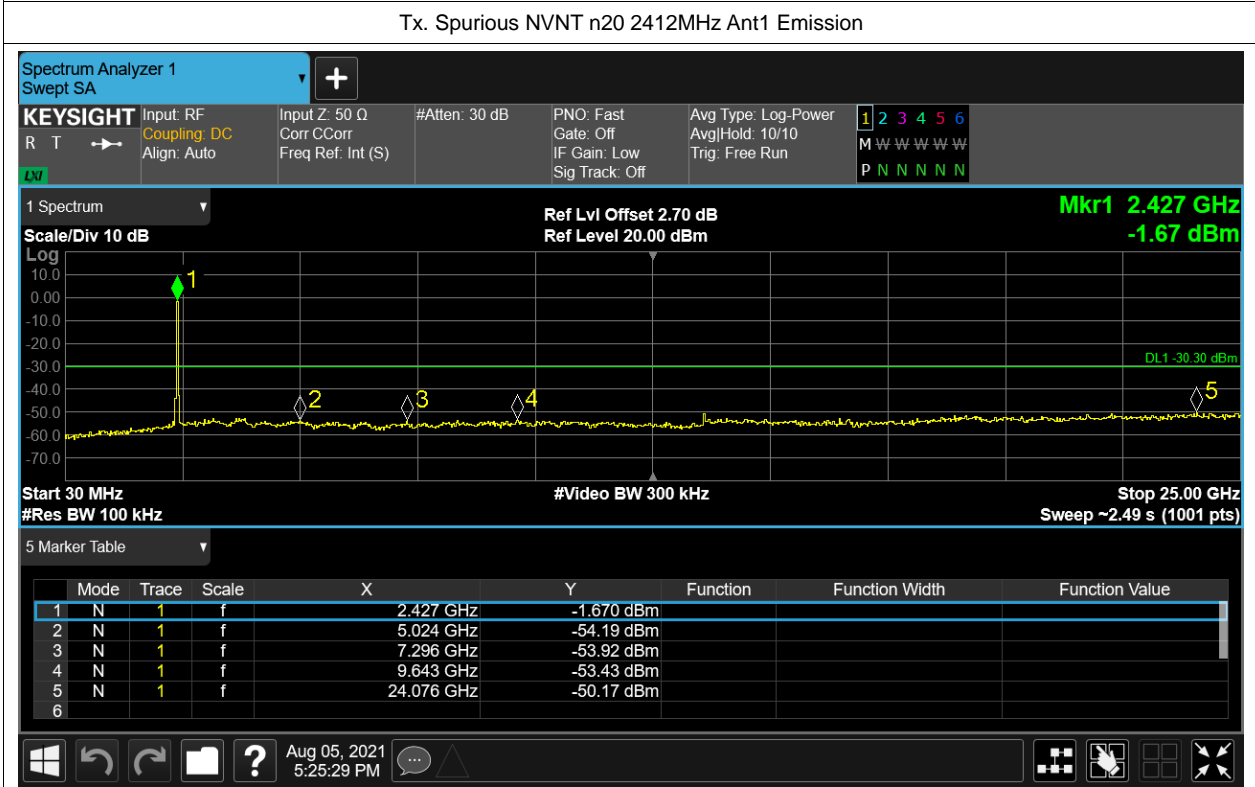 Tx. Spurious NVNT n20 2412MHz Ant1 Emission
Spectrum Analyzer 1
Swept SA
KEYSIGHT
R T
LXI
Input: RF
Coupling: DC
Align: Auto
Input Z: 50 Ω
Corr CCorr
Freq Ref: Int (S)
#Atten: 30 dB
PNO: Fast
Gate: Off
IF Gain: Low
Sig Track: Off
Avg Type: Log-Power
Avg|Hold: 10/10
Trig: Free Run
1 2 3 4 5 6
M W W W W W
P N N N N N
1 Spectrum
Scale/Div 10 dB
Ref Lvl Offset 2.70 dB
Ref Level 20.00 dBm
Mkr1 2.427 GHz
-1.67 dBm
Log
10.0
0.00
-10.0
-20.0
-30.0
-40.0
-50.0
-60.0
-70.0
1
2
3
4
5
DL1 -30.30 dBm
Start 30 MHz
#Video BW 300 kHz
Stop 25.00 GHz
#Res BW 100 kHz
Sweep ~2.49 s (1001 pts)
5 Marker Table
Mode Trace Scale X Y Function Function Width Function Value
1 N 1 f 2.427 GHz -1.670 dBm
2 N 1 f 5.024 GHz -54.19 dBm
3 N 1 f 7.296 GHz -53.92 dBm
4 N 1 f 9.643 GHz -53.43 dBm
5 N 1 f 24.076 GHz -50.17 dBm
6
?
Aug 05, 2021
5:25:29 PM